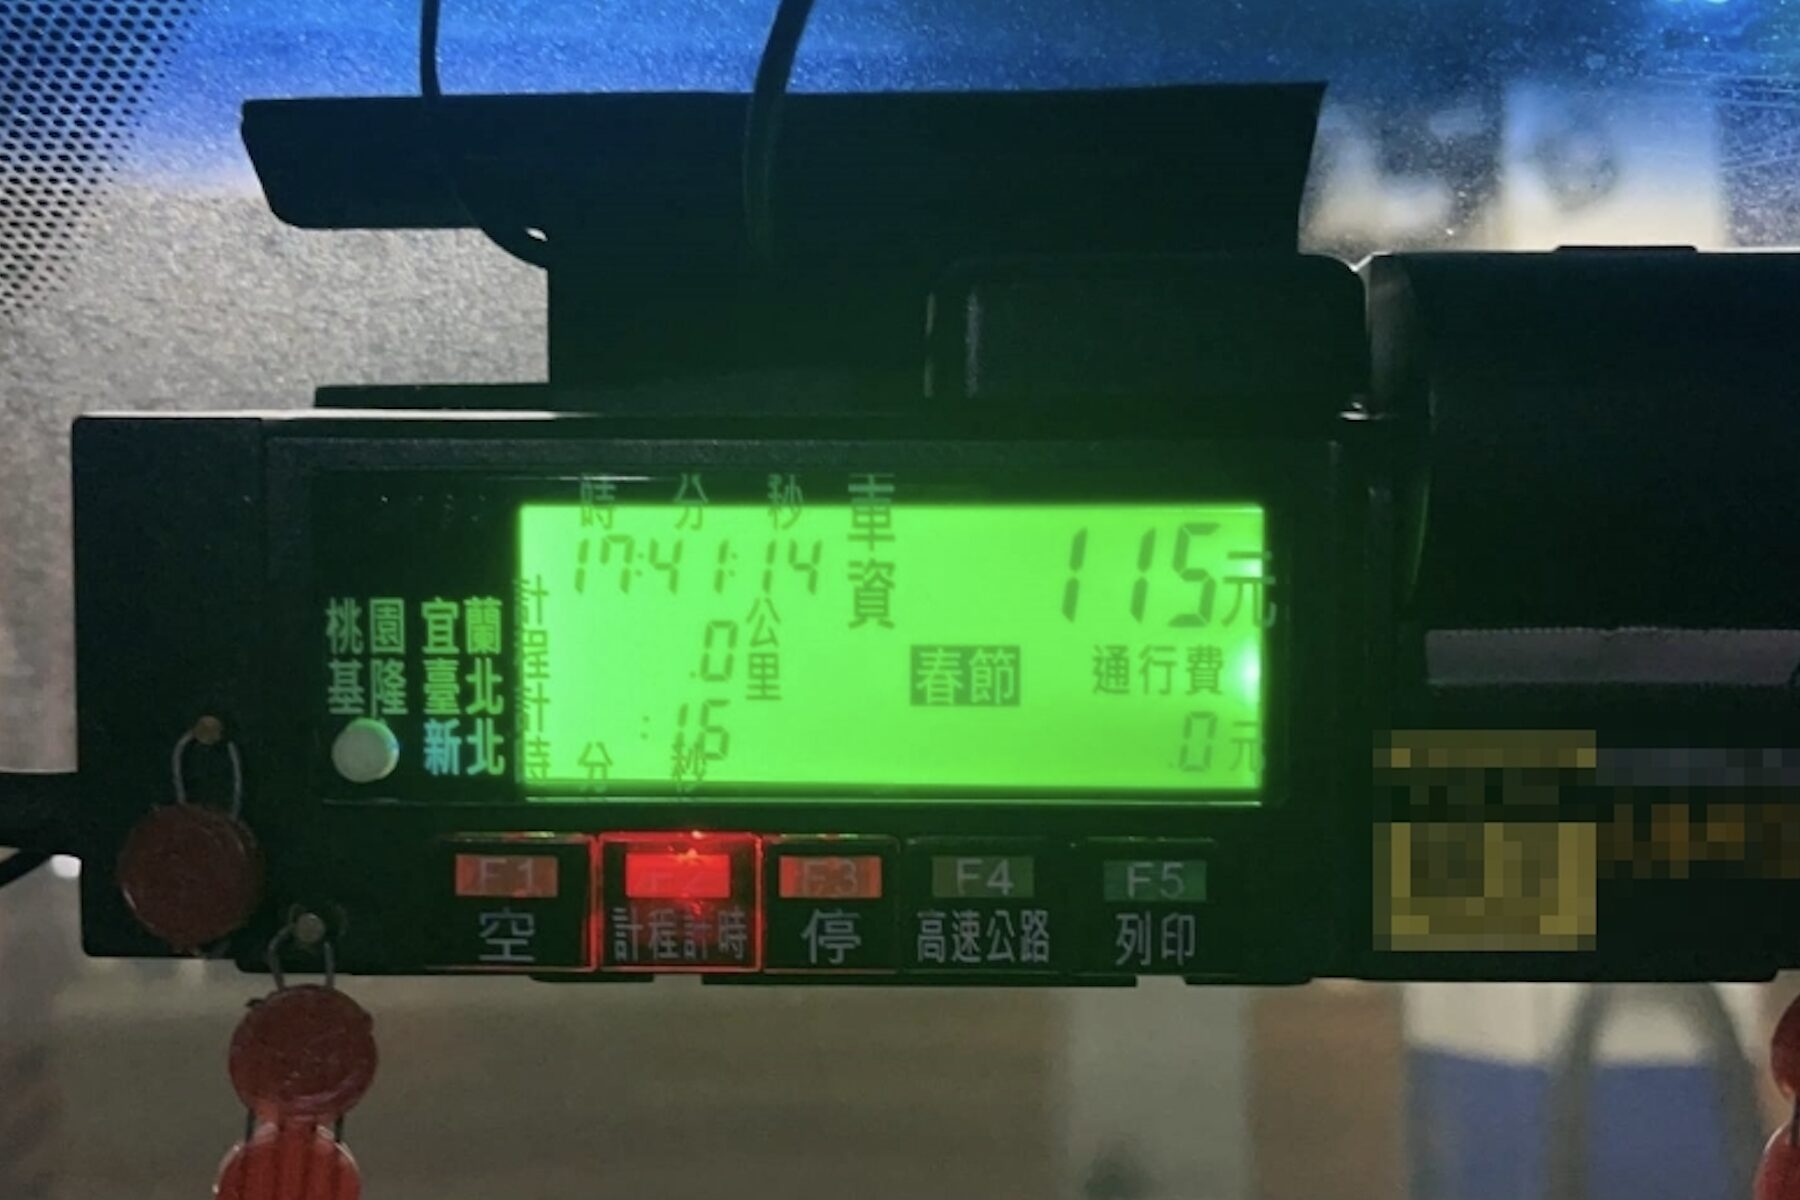 時 分 秒
17:41:14
車資
115元
計程
.0
公里
春節
通行費
桃園 宜蘭
基隆 臺北
新北
計時
:15
分 秒
.0元
F1 F2 F3 F4 F5
空 計程計時 停 高速公路 列印